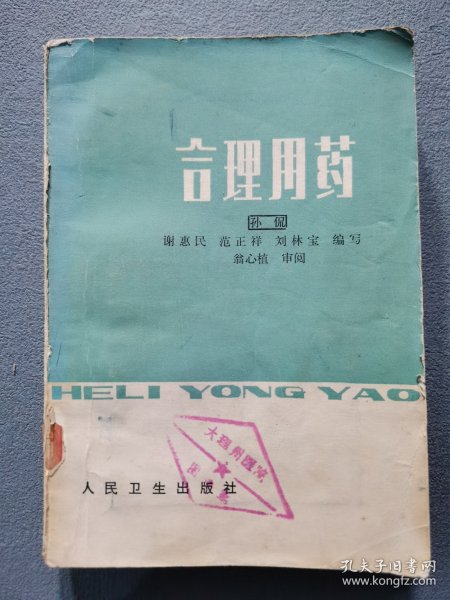 合理用药
孙侃
谢惠民 范正祥 刘林宝 编写
翁心植 审阅
HELI YONG YAO
人民卫生出版社
孔夫子旧书网
www.kongfz.com